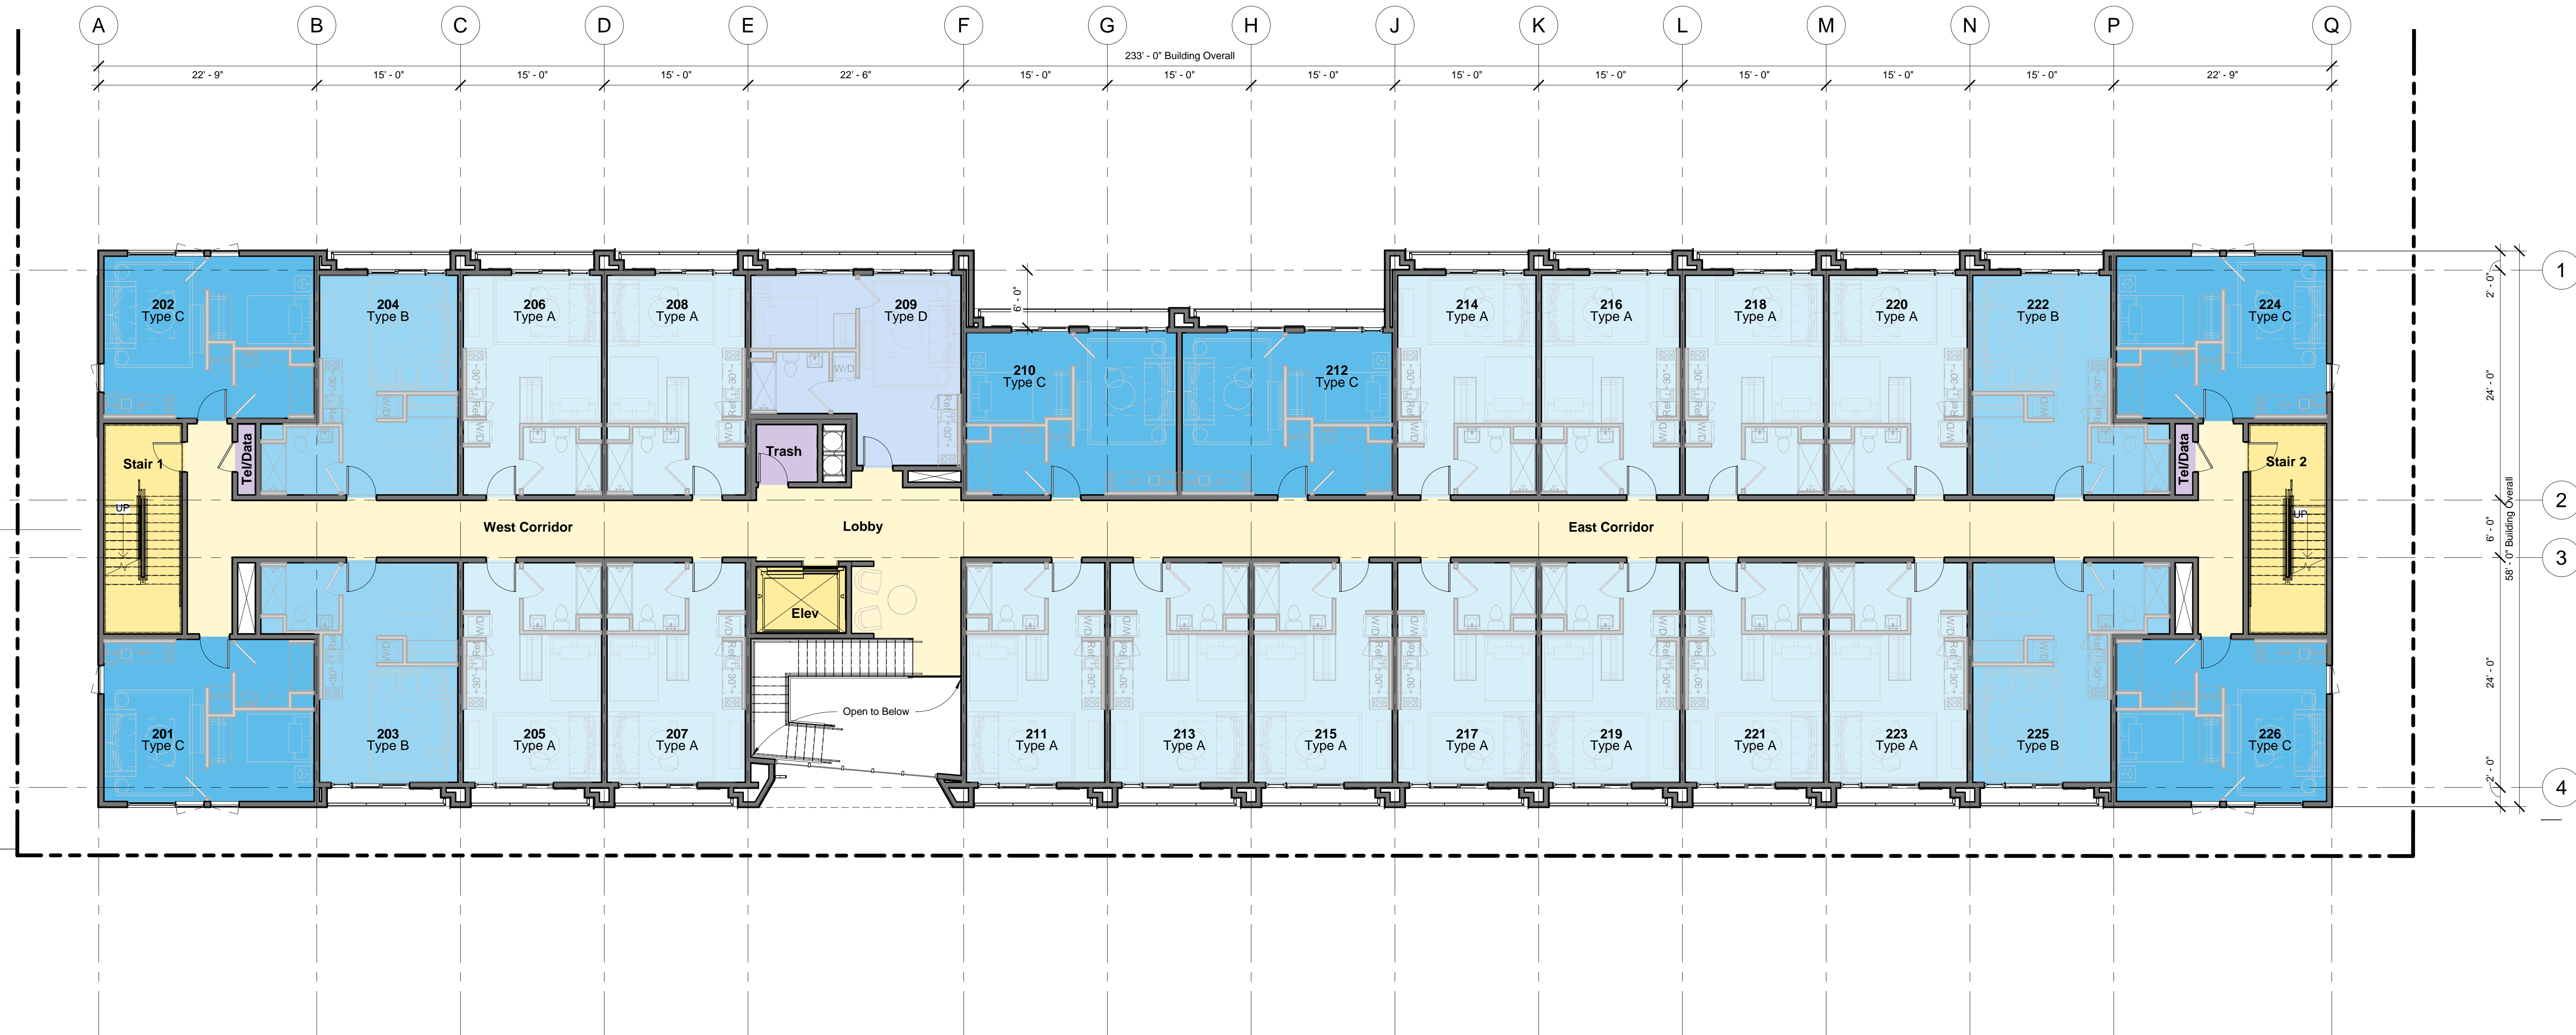 A B C D E F G H J K L M N P Q
233' - 0" Building Overall
22' - 9" 15' - 0" 15' - 0" 15' - 0" 22' - 6" 15' - 0" 15' - 0" 15' - 0" 15' - 0" 15' - 0" 15' - 0" 15' - 0" 15' - 0" 22' - 9"
1
2' - 0"
6' - 0"
202
Type C
204
Type B
206
Type A
208
Type A
209
Type D
210
Type C
212
Type C
214
Type A
216
Type A
218
Type A
220
Type A
222
Type B
224
Type C
24' - 0"
+30"
Ref
W/D
Stair 1
Tel/Data
Trash
Tel/Data
Stair 2
UP
UP
2
West Corridor
Lobby
East Corridor
6' - 0"
58' - 0" Building Overall
3
Elev
W/D
Ref
+30"
24' - 0"
Open to Below
201
Type C
203
Type B
205
Type A
207
Type A
211
Type A
213
Type A
215
Type A
217
Type A
219
Type A
221
Type A
223
Type A
225
Type B
226
Type C
2' - 0"
4